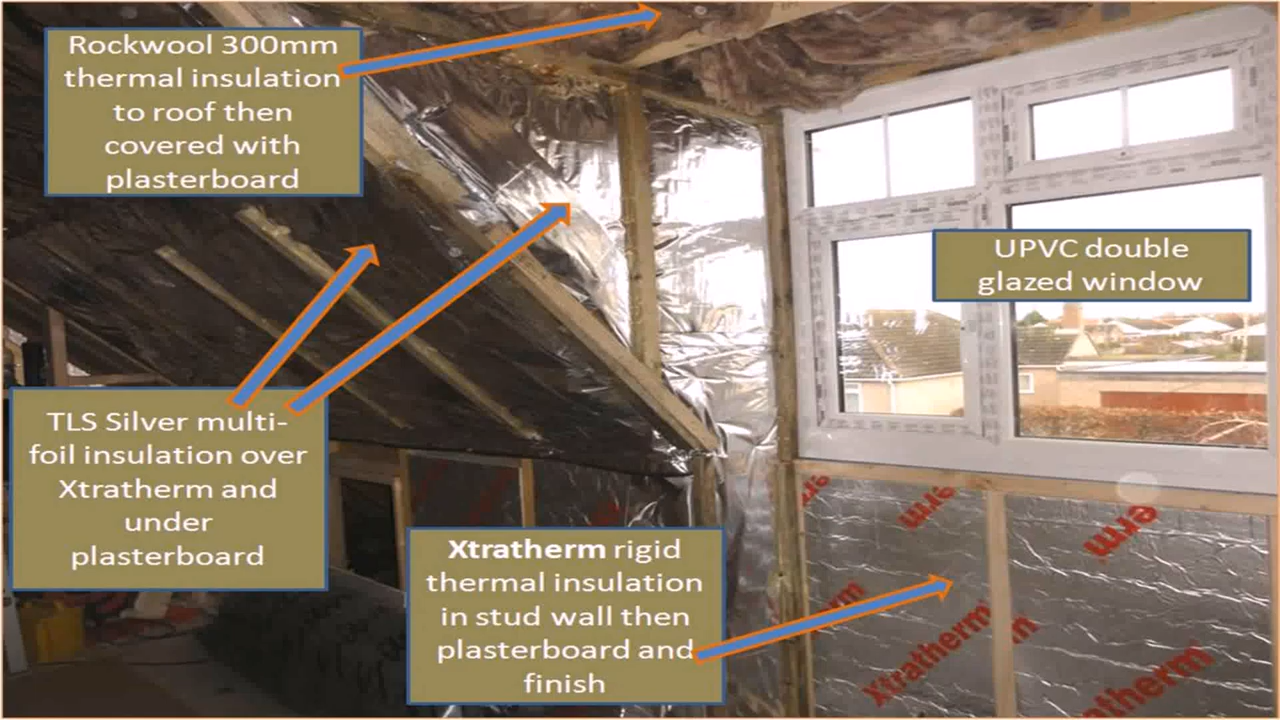 Rockwool 300mm
thermal insulation
to roof then
covered with
plasterboard
UPVC double
glazed window
TLS Silver multi-
foil insulation over
Xtratherm and
under
plasterboard
Xtratherm rigid
thermal insulation
in stud wall then
plasterboard and
finish
Xtratherm